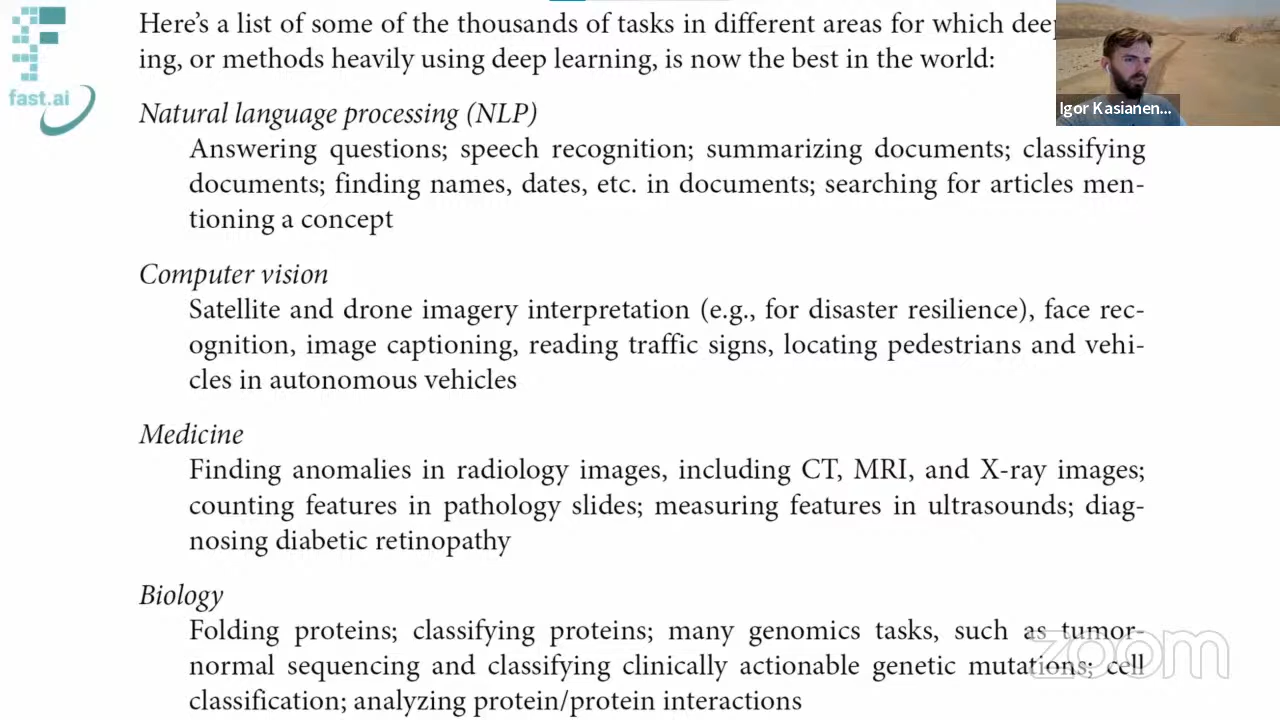 fast.ai
Here's a list of some of the thousands of tasks in different areas for which deep
ing, or methods heavily using deep learning, is now the best in the world:
Igor Kasianen...
Natural language processing (NLP)
Answering questions; speech recognition; summarizing documents; classifying
documents; finding names, dates, etc. in documents; searching for articles men-
tioning a concept
Computer vision
Satellite and drone imagery interpretation (e.g., for disaster resilience), face rec-
ognition, image captioning, reading traffic signs, locating pedestrians and vehi-
cles in autonomous vehicles
Medicine
Finding anomalies in radiology images, including CT, MRI, and X-ray images;
counting features in pathology slides; measuring features in ultrasounds; diag-
nosing diabetic retinopathy
Biology
Folding proteins; classifying proteins; many genomics tasks, such as tumor-
normal sequencing and classifying clinically actionable genetic mutations; cell
classification; analyzing protein/protein interactions
zoom